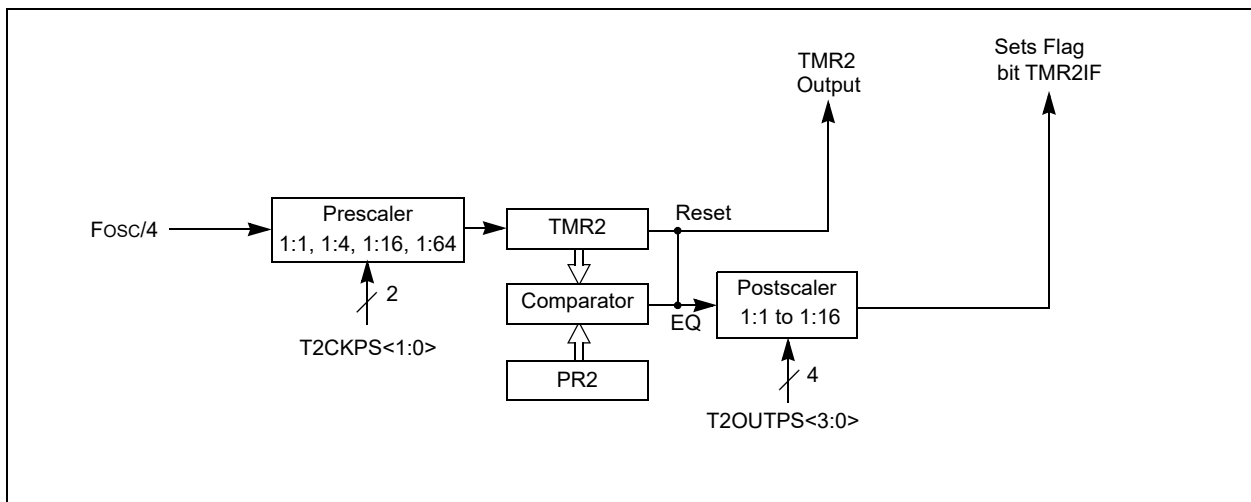 Sets Flag
bit TMR2IF
TMR2
Output
Fosc/4
Prescaler
1:1, 1:4, 1:16, 1:64
2
T2CKPS<1:0>
TMR2
Reset
Comparator
EQ
PR2
Postscaler
1:1 to 1:16
4
T2OUTPS<3:0>